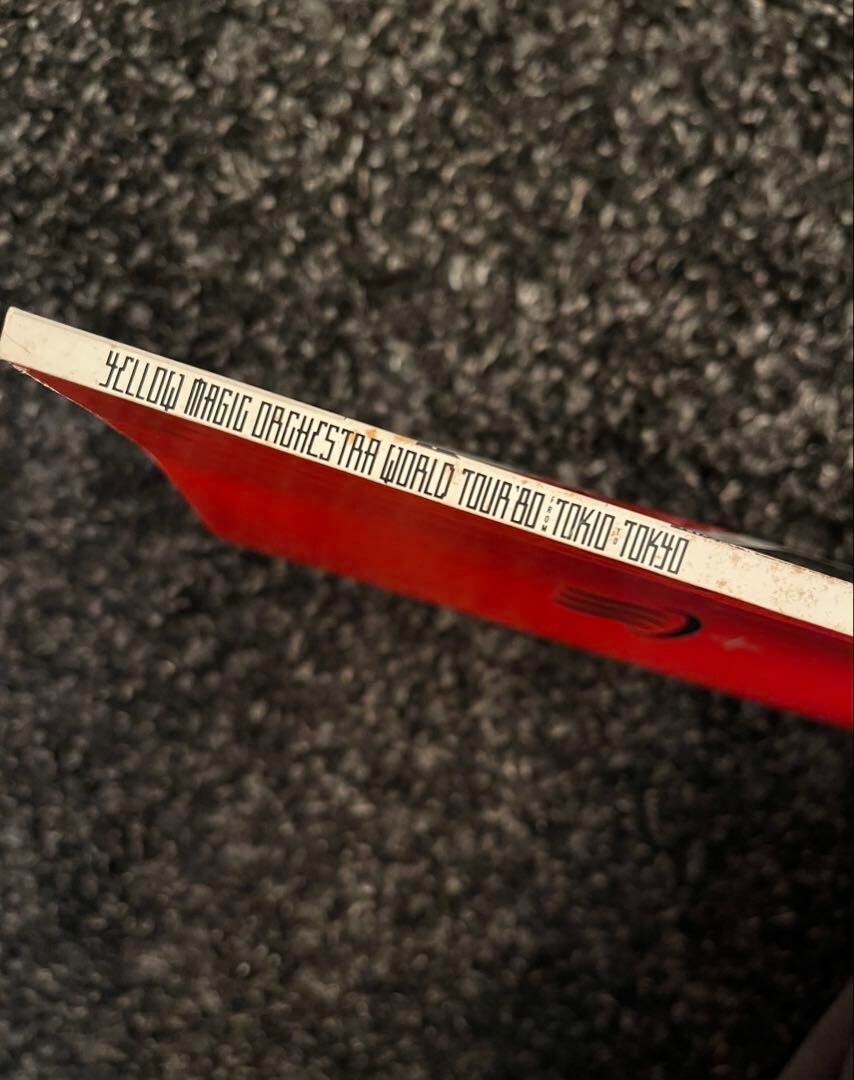 YELLOW MAGIC ORCHESTRA WORLD TOUR '80 FROM TOKIO TO TOKYO